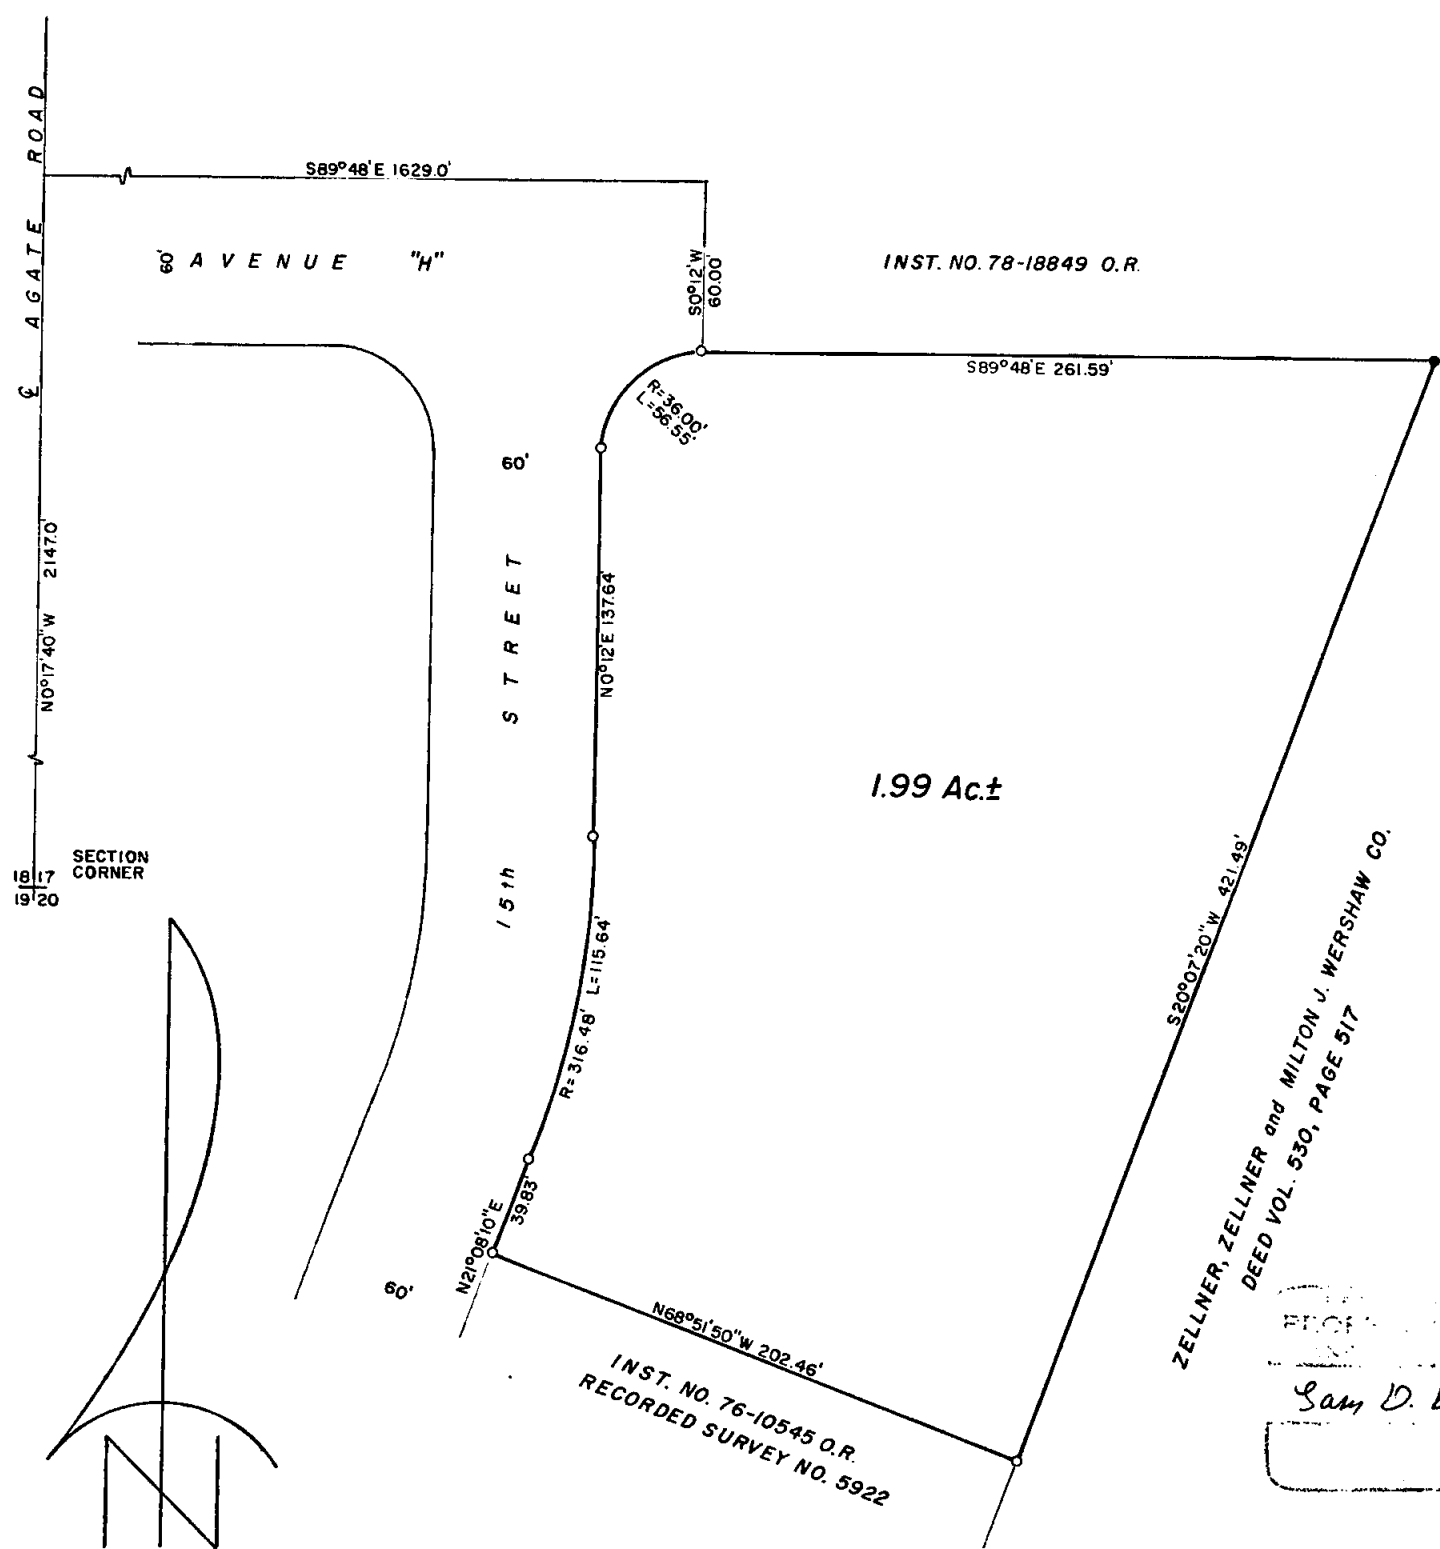 ℄ AGATE ROAD
S89°48'E 1629.0'
60' AVENUE "H"
S0°12'W
60.00'
INST. NO. 78-18849 O.R.
S89°48'E 261.59'
R=36.00'
L=56.55'
60'
N0°17'40"W 2147.0'
N0°12'E 137.64'
15th STREET
1.99 Ac.±
SECTION
CORNER
18 17
19 20
R=316.48' L=115.64'
S20°07'20"W 421.49'
ZELLNER, ZELLNER and MILTON J. WERSHAW CO.
DEED VOL. 530, PAGE 517
N21°08'10"E
39.83'
60'
N68°51'50"W 202.46'
INST. NO. 76-10545 O.R.
RECORDED SURVEY NO. 5922
N